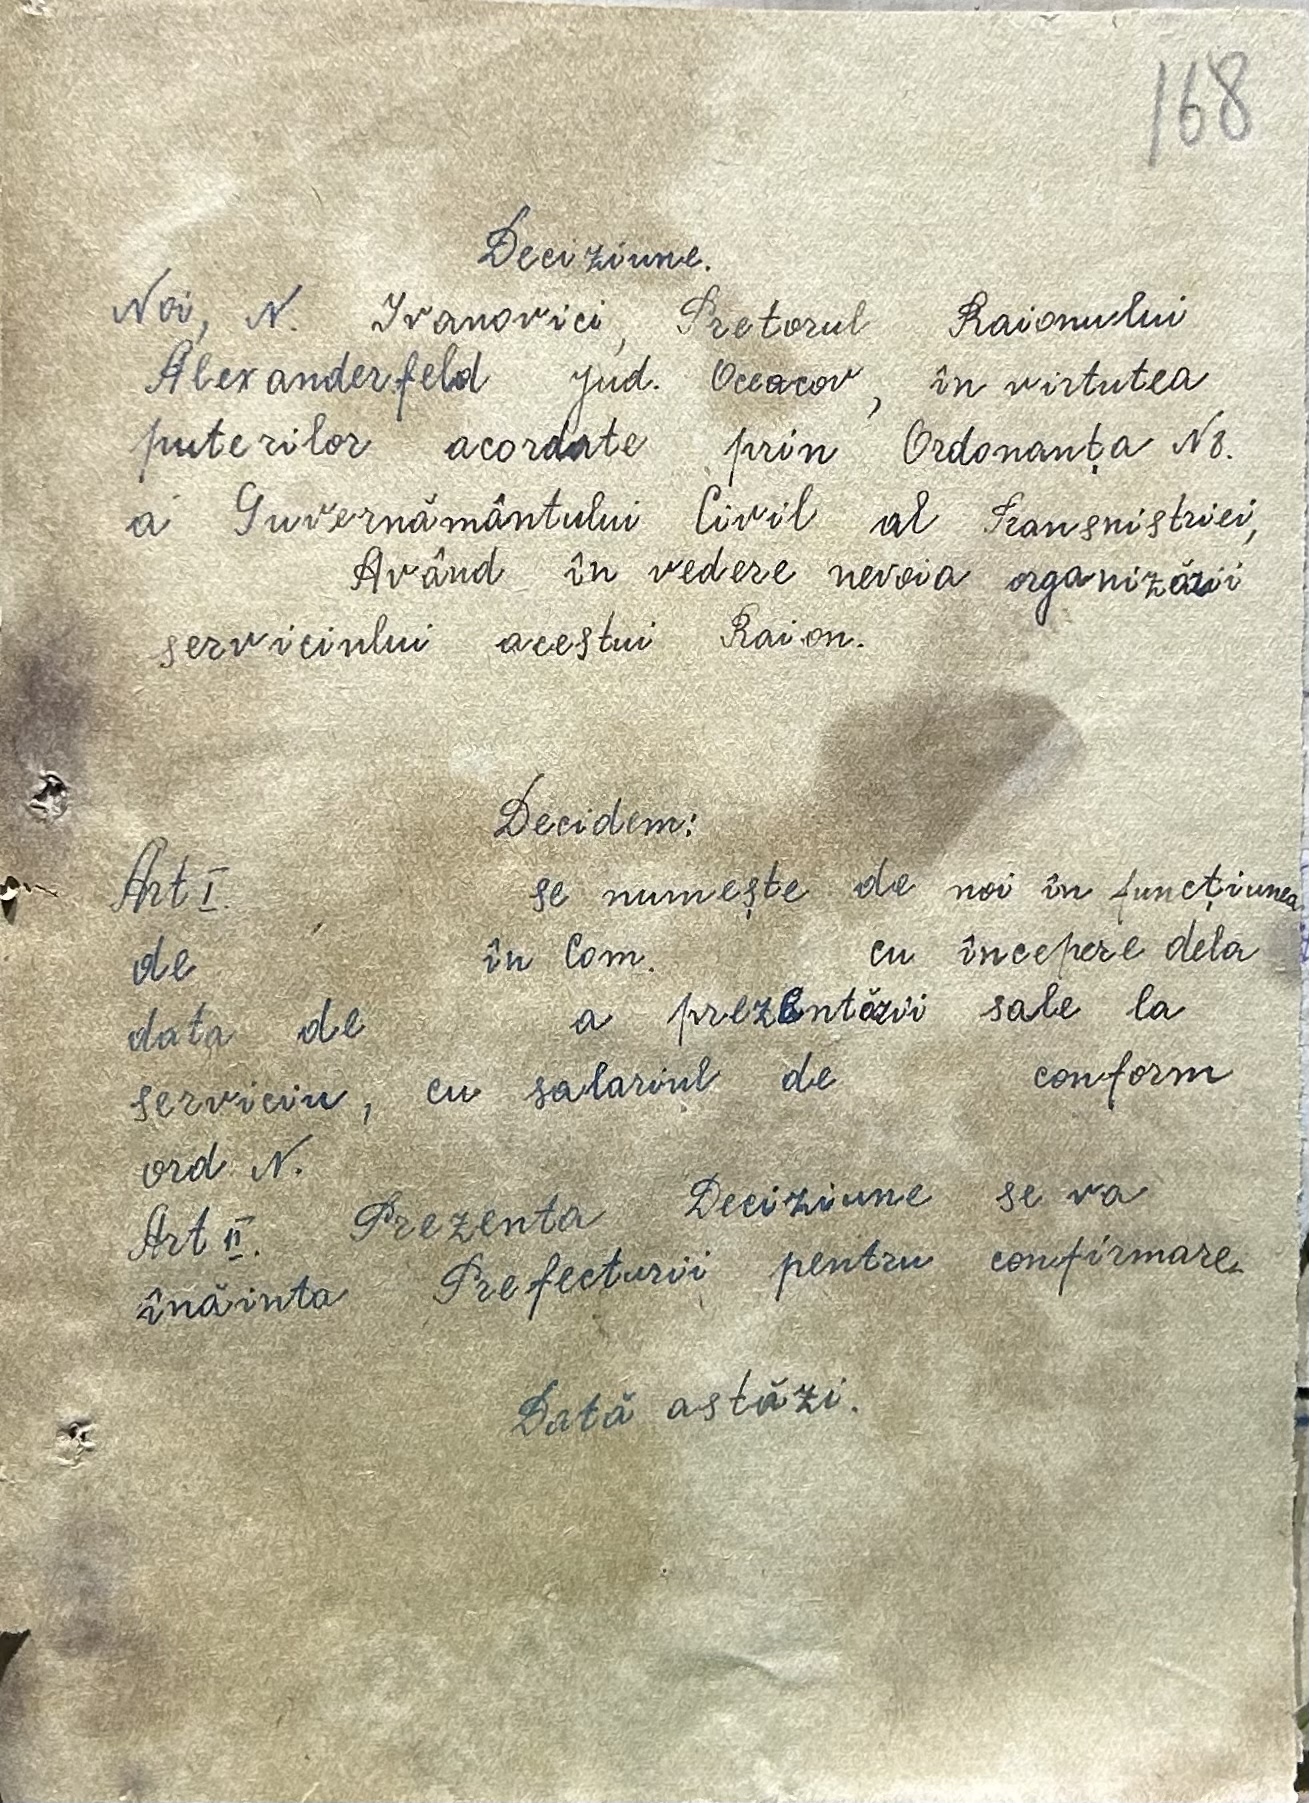 168
Deciziune.
Noi, N. Ivanovici, Pretorul Raionului
Alexanderfeld jud. Oceacov, în virtutea
puterilor acordate prin Ordonanța No.
a Guvernământului Civil al Transnistriei,
Având în vedere nevoia organizării
serviciului acestui Raion.
Decidem:
Art I. se numește de noi în funcțiunea
de în Com. cu începere dela
data de a prezentării sale la
serviciu, cu salariul de conform
ord N.
Art II. Prezenta Deciziune se va
înăinta Prefecturii pentru confirmare.
Dată astăzi.